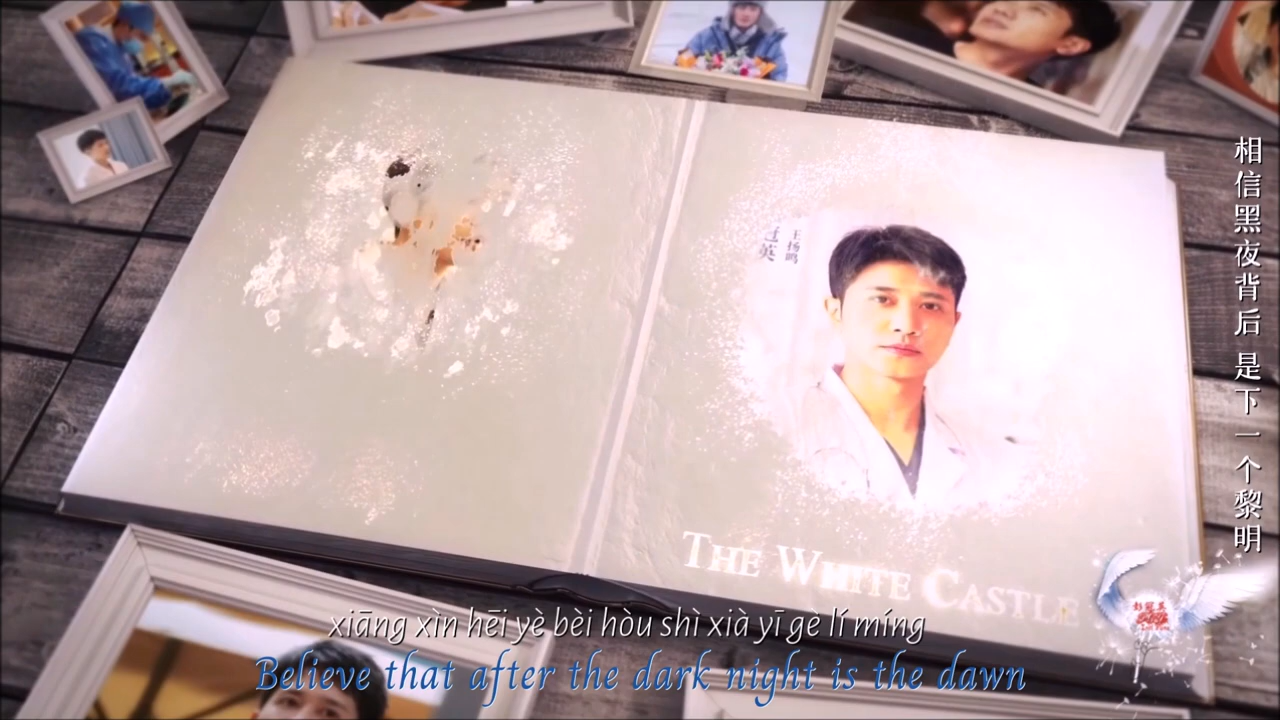 相信黑夜背后 是下一个黎明
王扬鸣
冠英
THE WHITE CASTLE
xiāng xìn hēi yè bèi hòu shì xià yī gè lí míng
Believe that after the dark night is the dawn